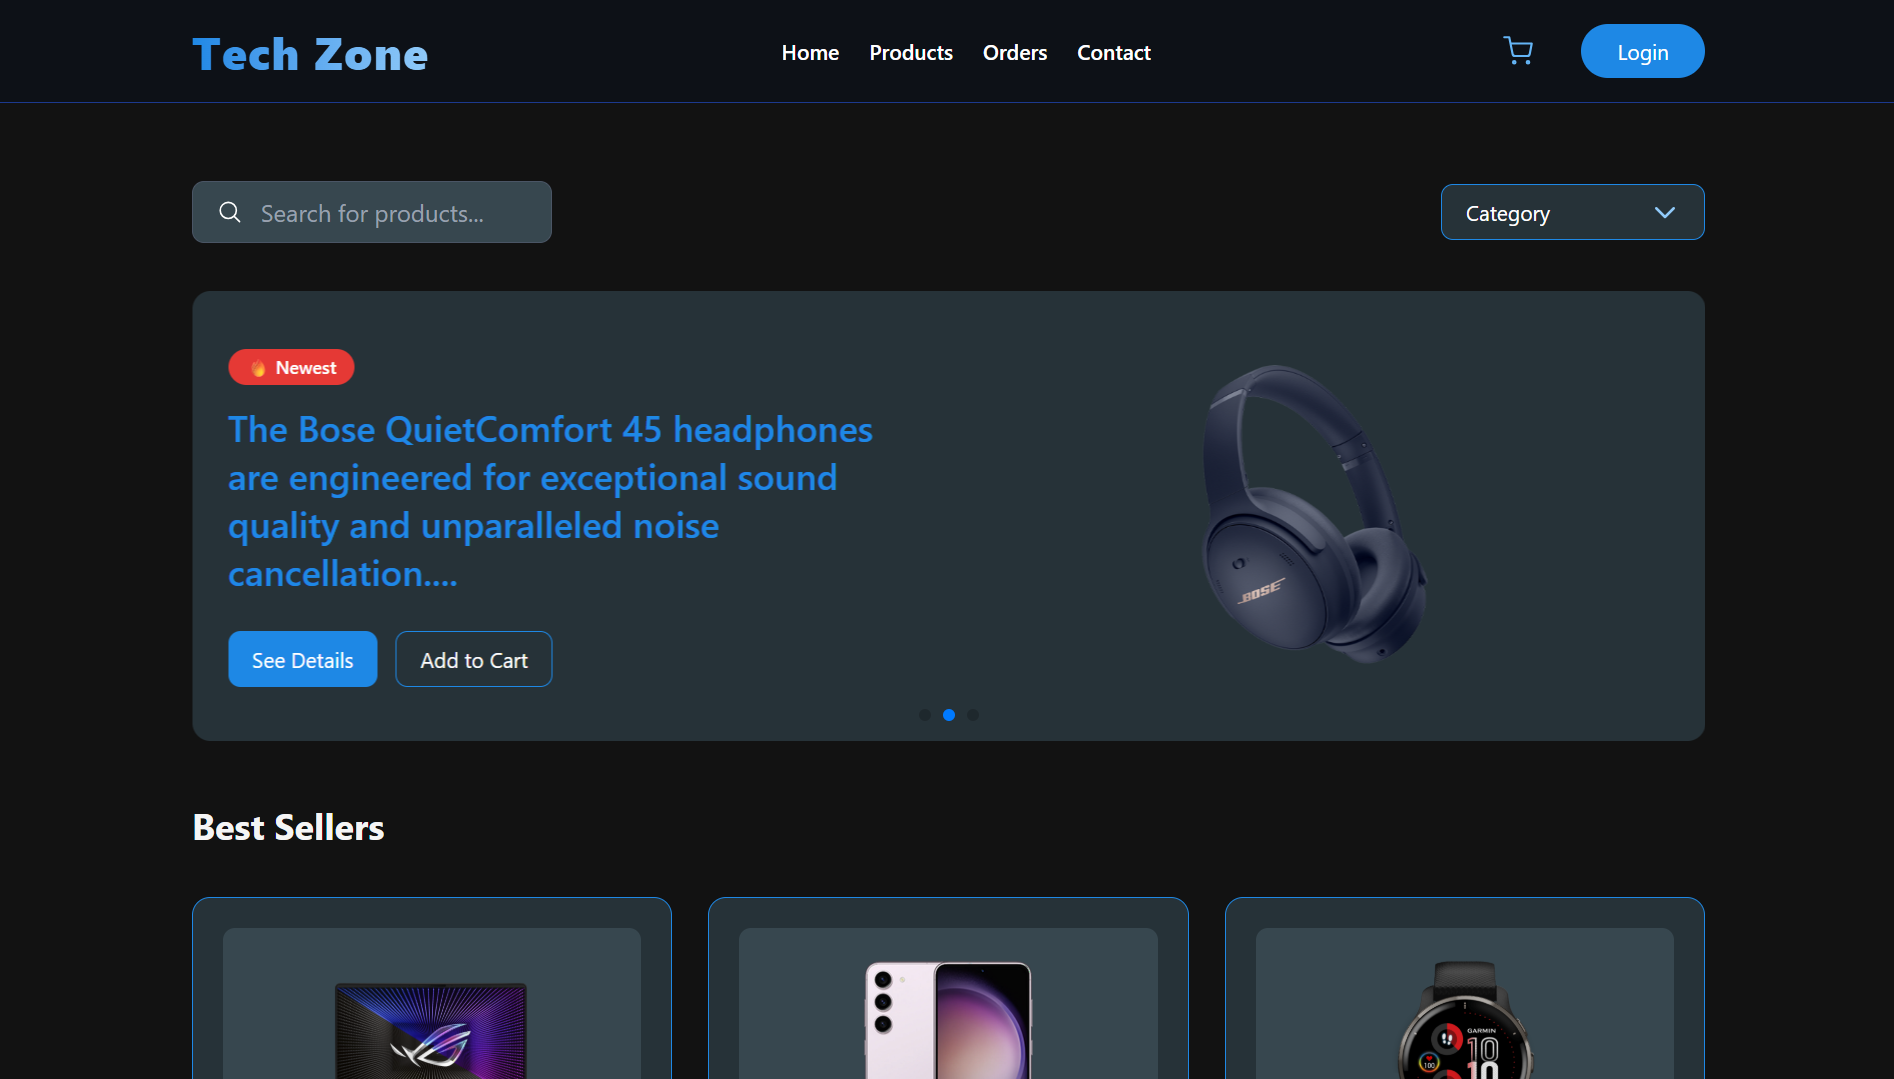 Tech Zone
Home Products Orders Contact
Login
Search for products...
Category
Newest
The Bose QuietComfort 45 headphones
are engineered for exceptional sound
quality and unparalleled noise
cancellation....
BOSE
See Details
Add to Cart
Best Sellers
GARMIN
10
100
10